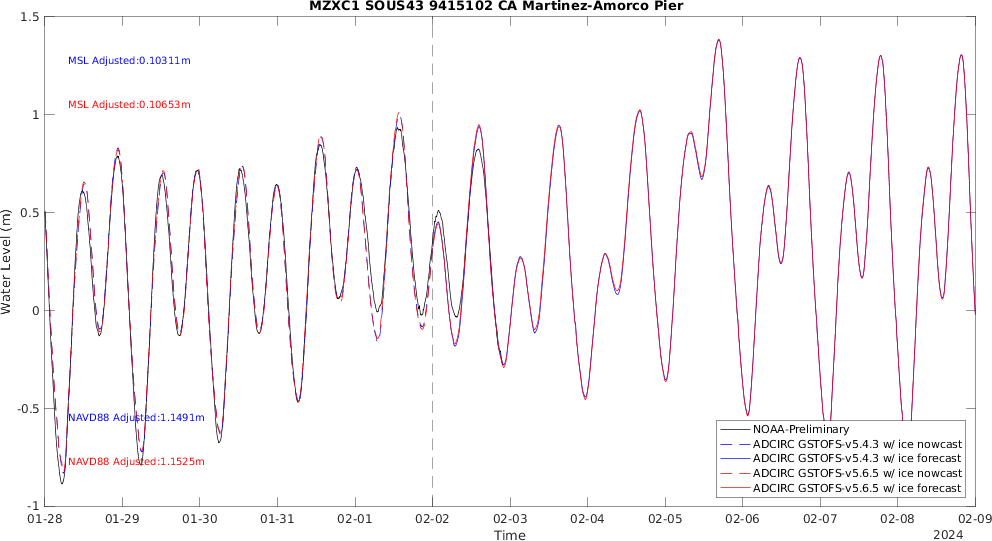 MZXC1 SOUS43 9415102 CA Martinez-Amorco Pier
1.5
MSL Adjusted:0.10311m
MSL Adjusted:0.10653m
1
0.5
Water Level (m)
0
-0.5
NAVD88 Adjusted:1.1491m
NAVD88 Adjusted:1.1525m
-1
NOAA-Preliminary
ADCIRC GSTOFS-v5.4.3 w/ ice nowcast
ADCIRC GSTOFS-v5.4.3 w/ ice forecast
ADCIRC GSTOFS-v5.6.5 w/ ice nowcast
ADCIRC GSTOFS-v5.6.5 w/ ice forecast
01-28 01-29 01-30 01-31 02-01 02-02 02-03 02-04 02-05 02-06 02-07 02-08 02-09
Time
2024